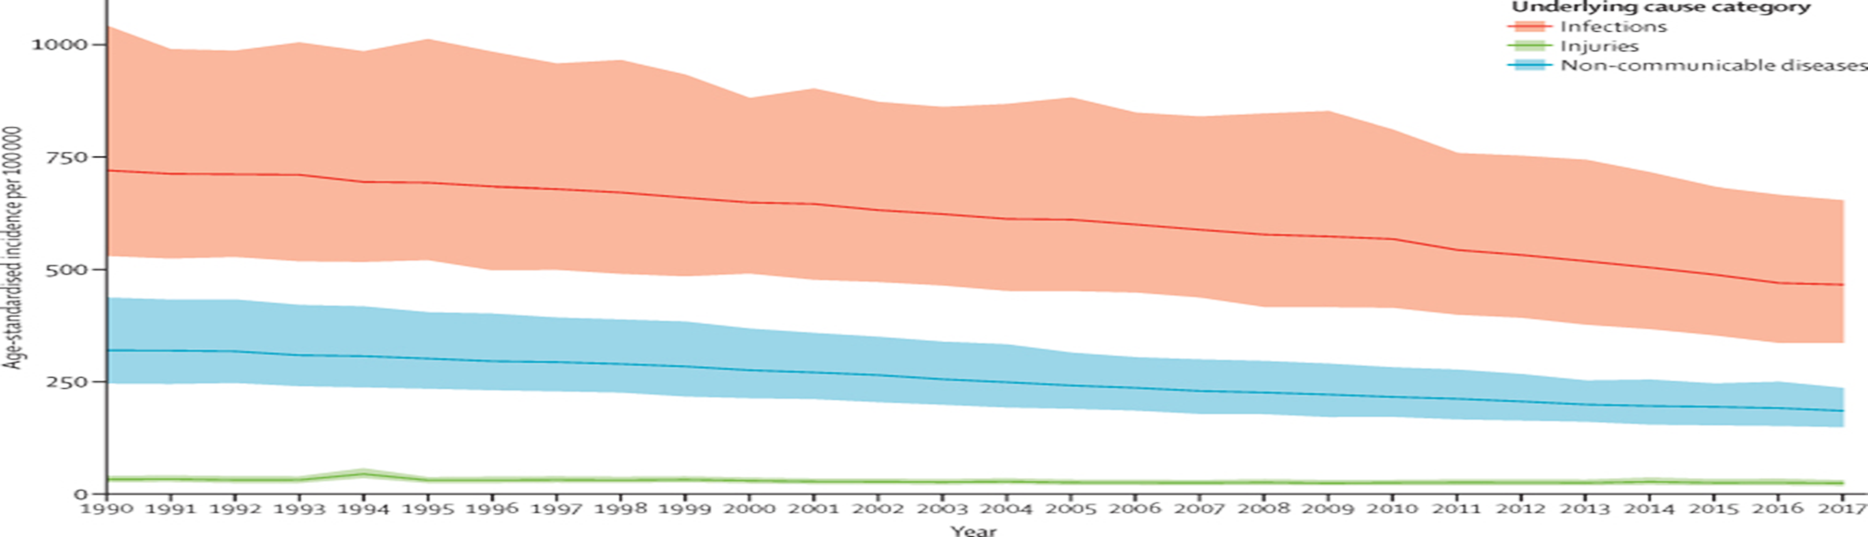 Underlying cause category
Infections
Injuries
Non-communicable diseases
Age-standardised incidence per 100 000
1000
750
500
250
0
1990 1991 1992 1993 1994 1995 1996 1997 1998 1999 2000 2001 2002 2003 2004 2005 2006 2007 2008 2009 2010 2011 2012 2013 2014 2015 2016 2017
Year